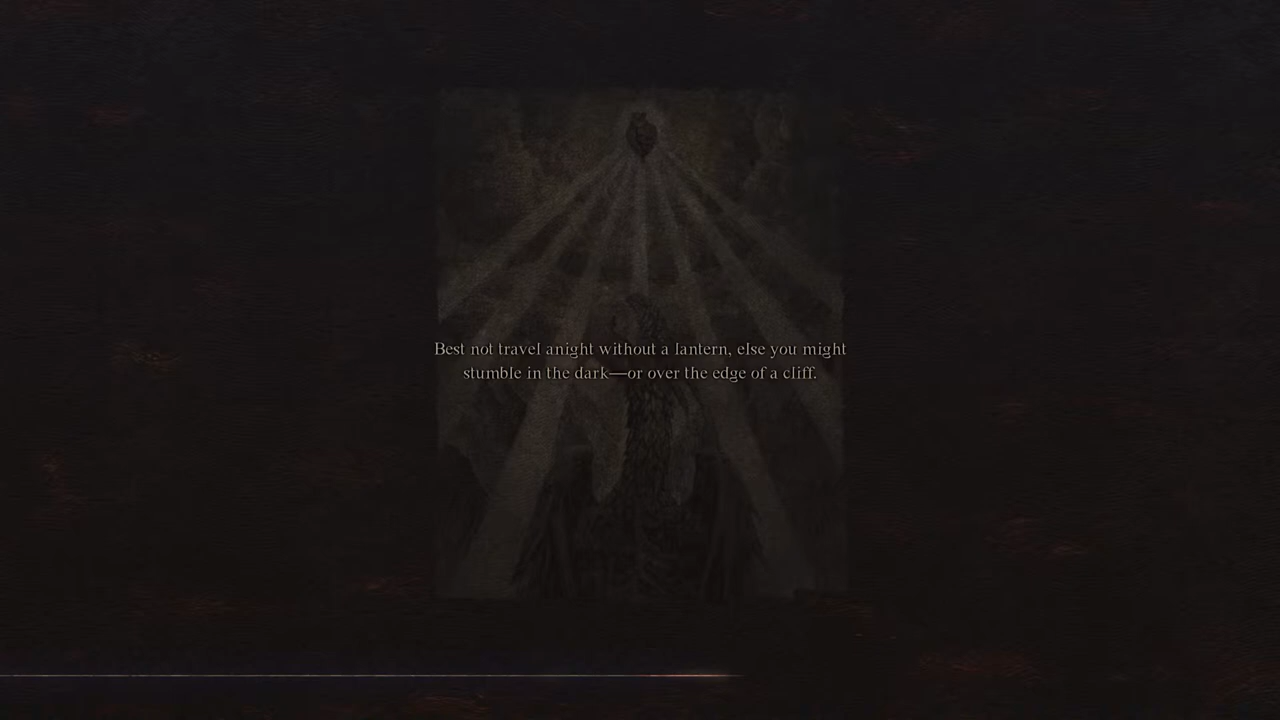 Best not travel anight without a lantern, else you might
stumble in the dark—or over the edge of a cliff.